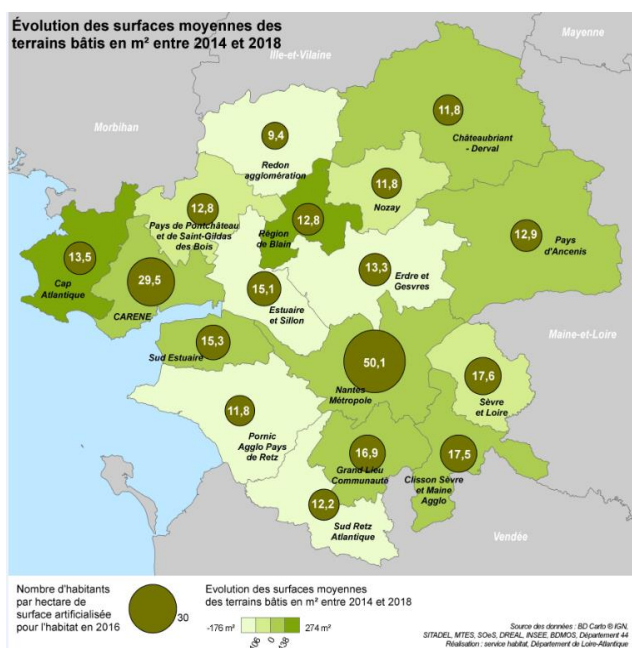 Évolution des surfaces moyennes des
terrains bâtis en m² entre 2014 et 2018
Mayenne
Ille-et-Vilaine
Morbihan
11,8
Châteaubriant
- Derval
9,4
Redon
agglomération
11,8
Nozay
12,8
Pays de Pontchâteau
et de Saint-Gildas
des Bois
12,8
Région
de Blain
12,9
Pays
d'Ancenis
13,5
Cap
Atlantique
29,5
CARENE
15,1
Estuaire
et Sillon
13,3
Erdre et
Gesvres
Maine-et-Loire
15,3
Sud Estuaire
50,1
Nantes
Métropole
17,6
Sèvre
et Loire
11,8
Pornic
Agglo Pays
de Retz
16,9
Grand Lieu
Communauté
17,5
Clisson Sèvre
et Maine
Agglo
12,2
Sud Retz
Atlantique
Vendée
Nombre d'habitants
par hectare de
surface artificialisée
pour l'habitat en 2016
30
Evolution des surfaces moyennes
des terrains bâtis en m² entre 2014 et 2018
-176 m²
0
274 m²
Source des données : BD Carto ® IGN,
SITADEL, MTES, SOeS, DREAL, INSEE, BDMOS, Département 44
Réalisation : service habitat, Département de Loire-Atlantique